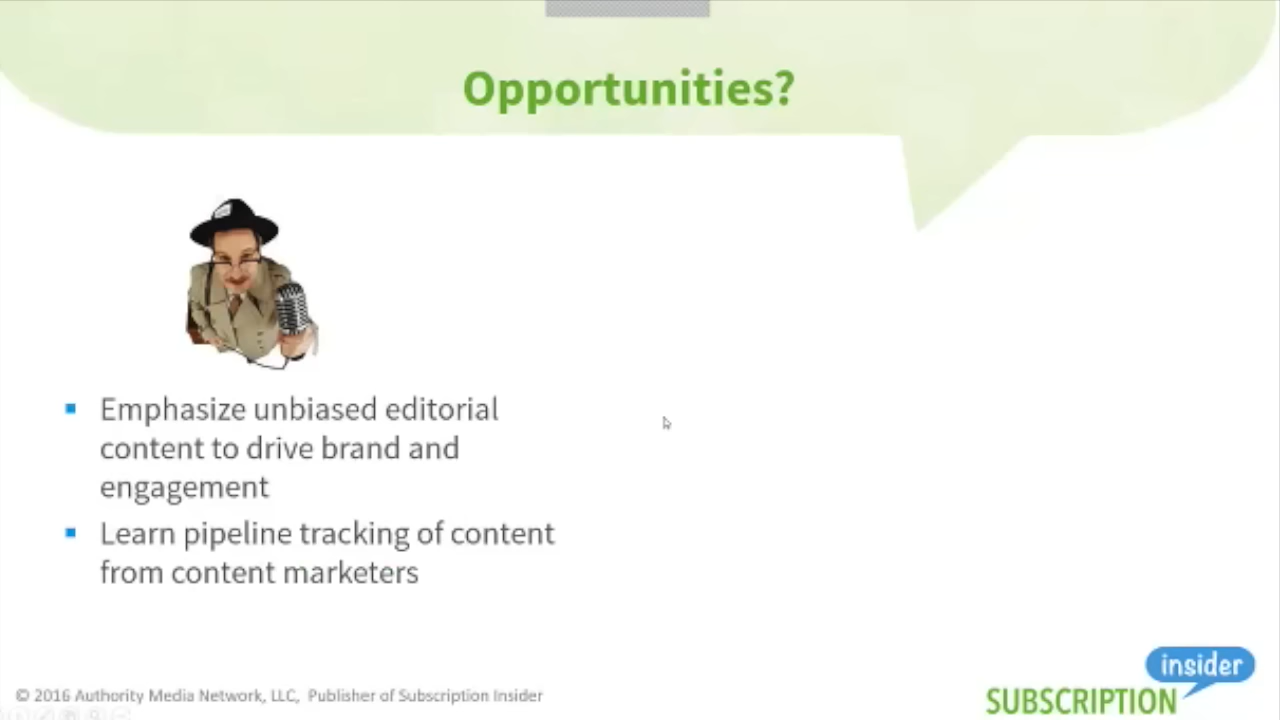 Opportunities?
▪ Emphasize unbiased editorial
content to drive brand and
engagement
▪ Learn pipeline tracking of content
from content marketers
© 2016 Authority Media Network, LLC, Publisher of Subscription Insider
insider
SUBSCRIPTION